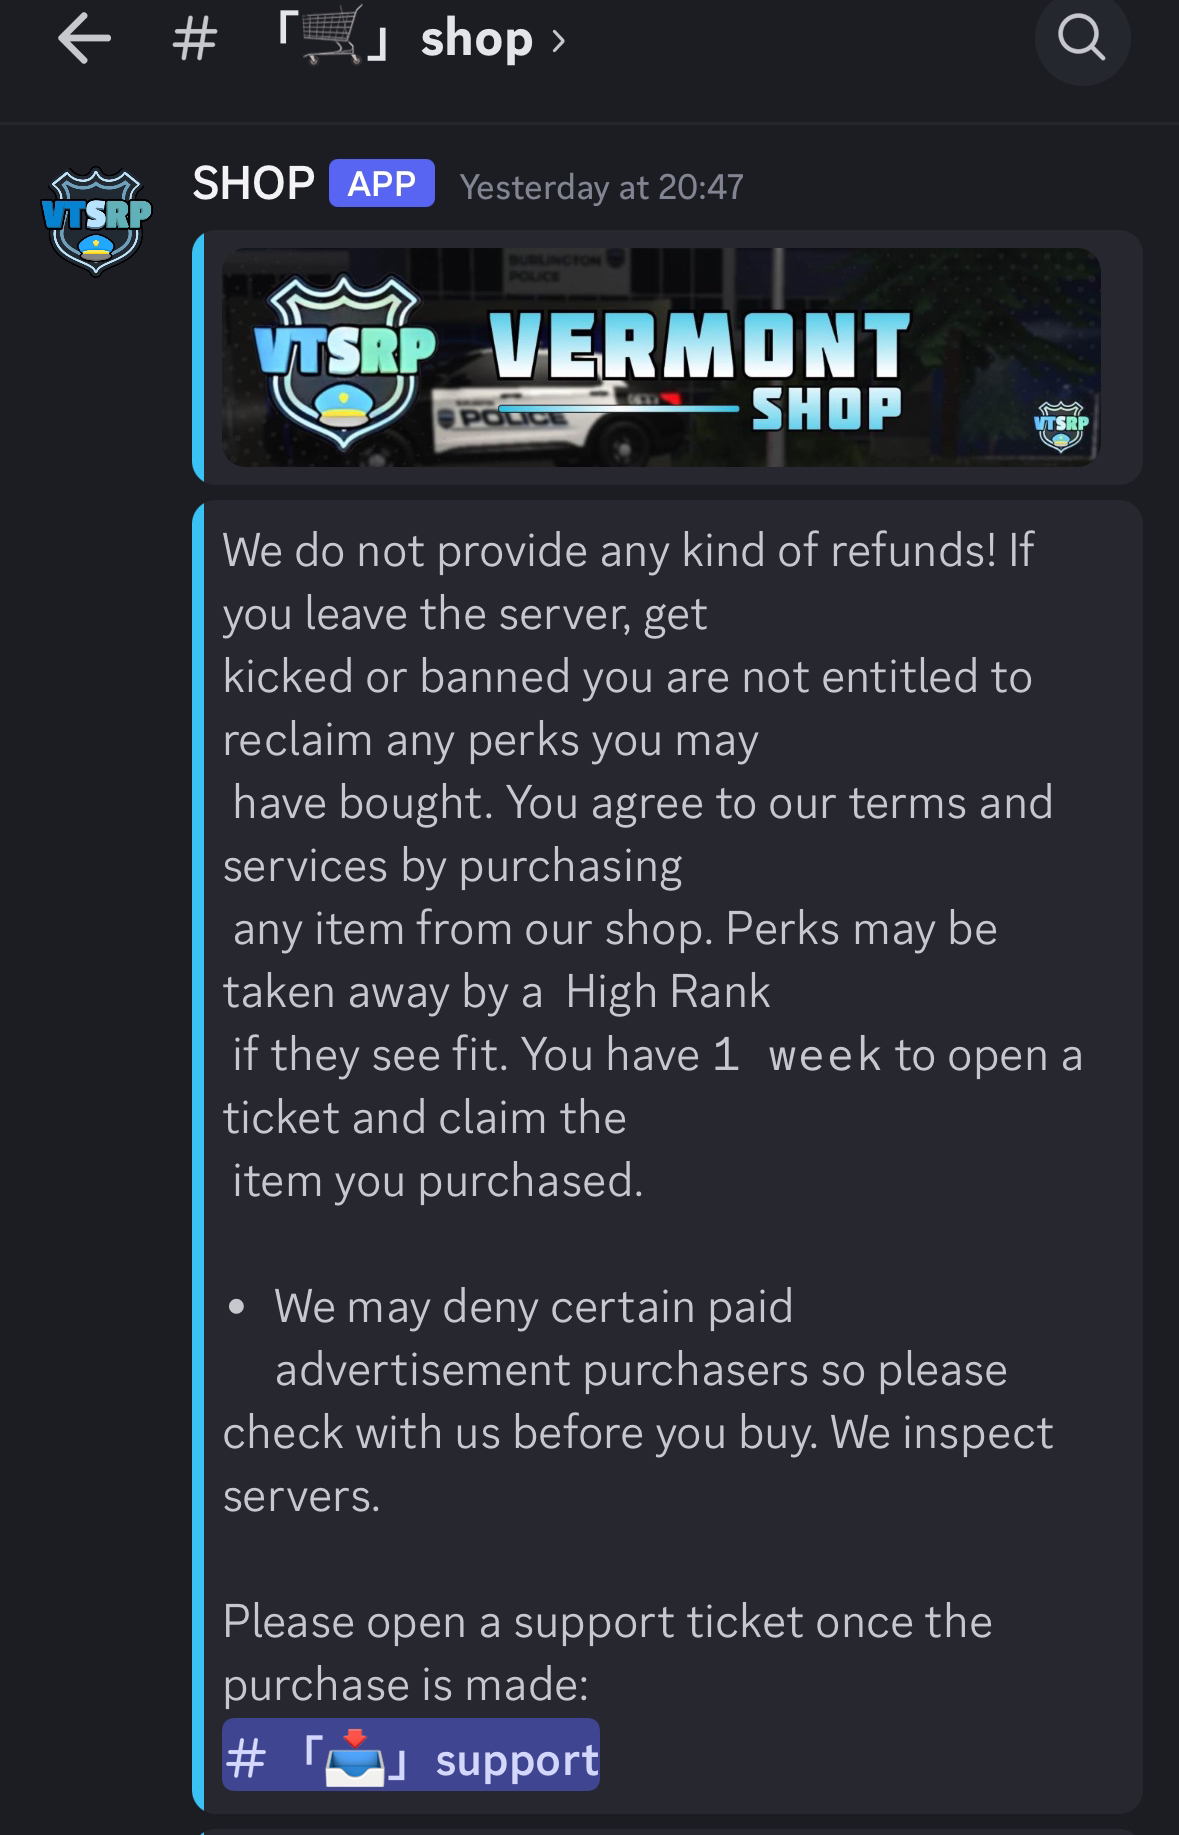 # 「🛒」 shop ›
SHOP APP Yesterday at 20:47
VTSRP
BURLINGTON
POLICE
VTSRP
VERMONT
SHOP
POLICE
VTSRP
We do not provide any kind of refunds! If
you leave the server, get
kicked or banned you are not entitled to
reclaim any perks you may
have bought. You agree to our terms and
services by purchasing
any item from our shop. Perks may be
taken away by a High Rank
if they see fit. You have 1 week to open a
ticket and claim the
item you purchased.
• We may deny certain paid
advertisement purchasers so please
check with us before you buy. We inspect
servers.
Please open a support ticket once the
purchase is made:
# 「📥」 support